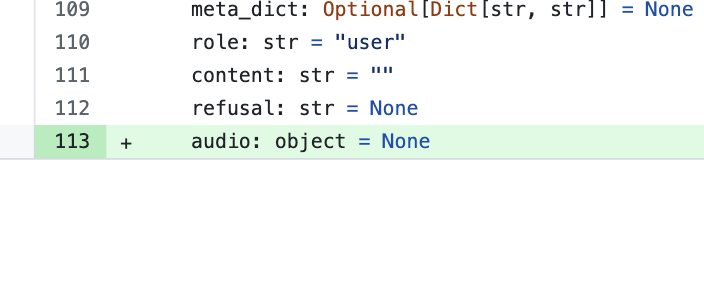 109 meta_dict: Optional[Dict[str, str]] = None
110 role: str = "user"
111 content: str = ""
112 refusal: str = None
113 + audio: object = None